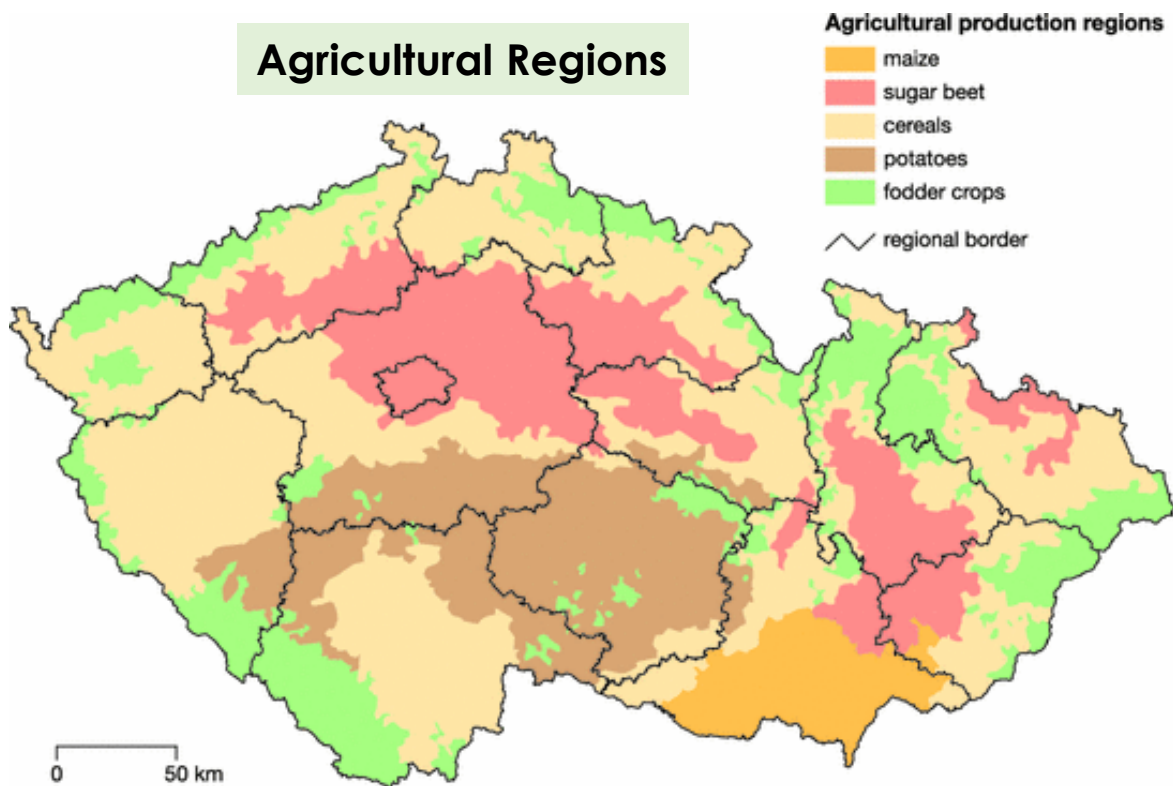 Agricultural Regions
Agricultural production regions
maize
sugar beet
cereals
potatoes
fodder crops
regional border
0 50 km